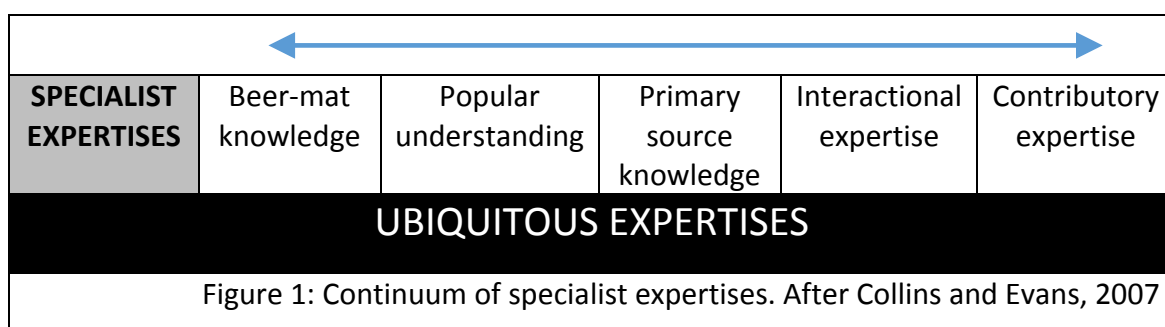 SPECIALIST Beer-mat Popular Primary Interactional Contributory
EXPERTISES knowledge understanding source expertise expertise
knowledge
UBIQUITOUS EXPERTISES
Figure 1: Continuum of specialist expertises. After Collins and Evans, 2007